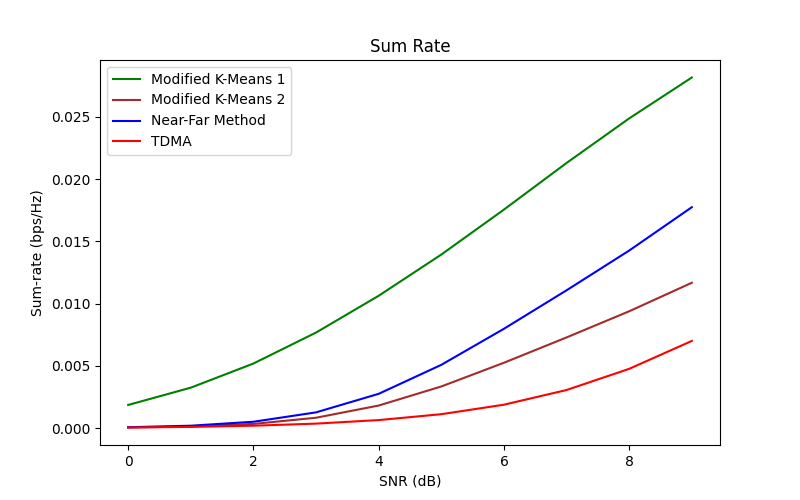 Sum Rate
Modified K-Means 1
Modified K-Means 2
Near-Far Method
TDMA
0.025
0.020
0.015
0.010
0.005
0.000
Sum-rate (bps/Hz)
0 2 4 6 8
SNR (dB)